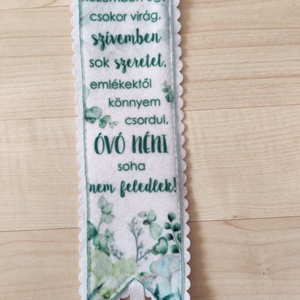 csokor virág,
szívemben
sok szeretet,
emlékektől
könnyem
csordul,
ÓVÓ NÉNI
soha
nem feledlek!